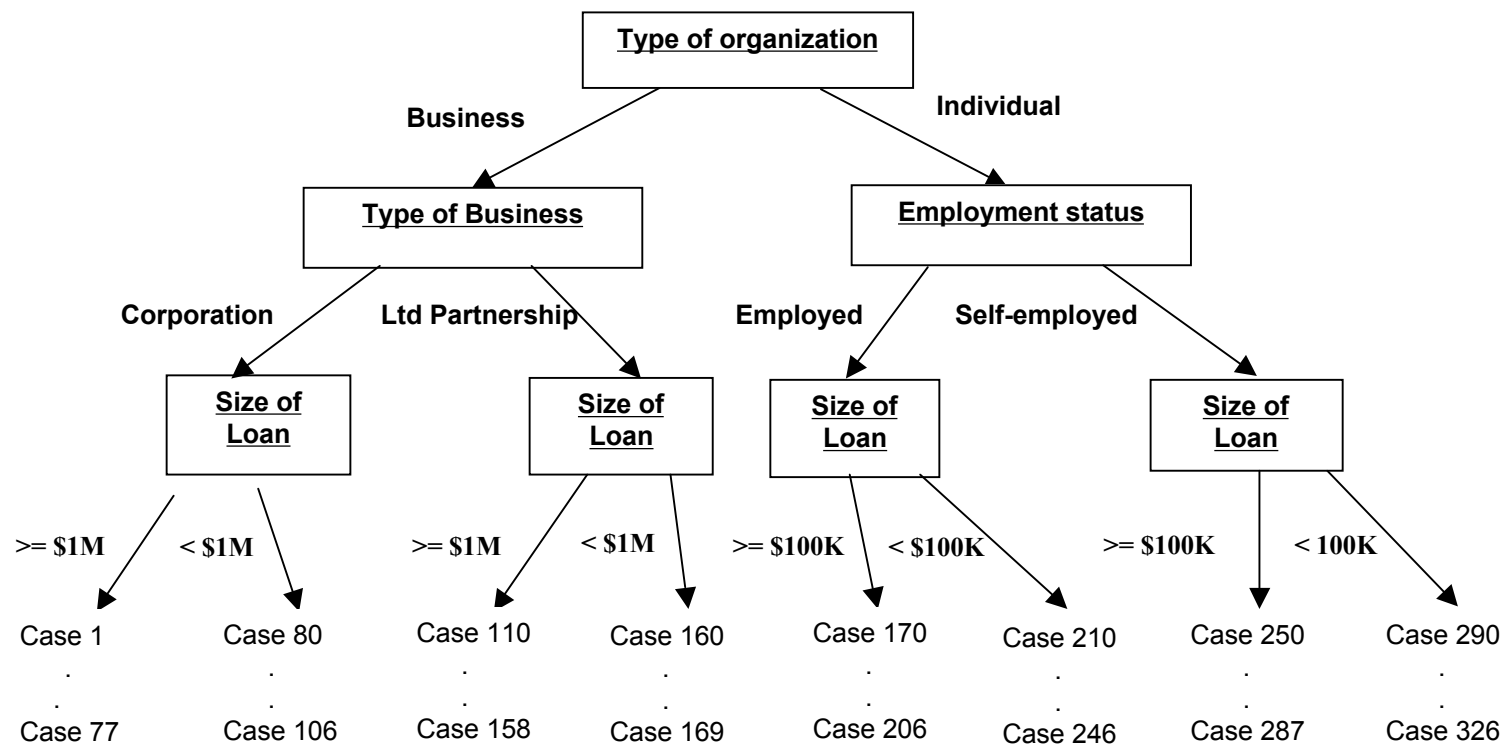 Type of organization
Business
Individual
Type of Business
Employment status
Corporation
Ltd Partnership
Employed
Self-employed
Size of
Loan
Size of
Loan
Size of
Loan
Size of
Loan
>= $1M
< $1M
>= $1M
< $1M
>= $100K
< $100K
>= $100K
< 100K
Case 1
.
.
Case 77
Case 80
.
.
Case 106
Case 110
.
.
Case 158
Case 160
.
.
Case 169
Case 170
.
.
Case 206
Case 210
.
.
Case 246
Case 250
.
.
Case 287
Case 290
.
.
Case 326